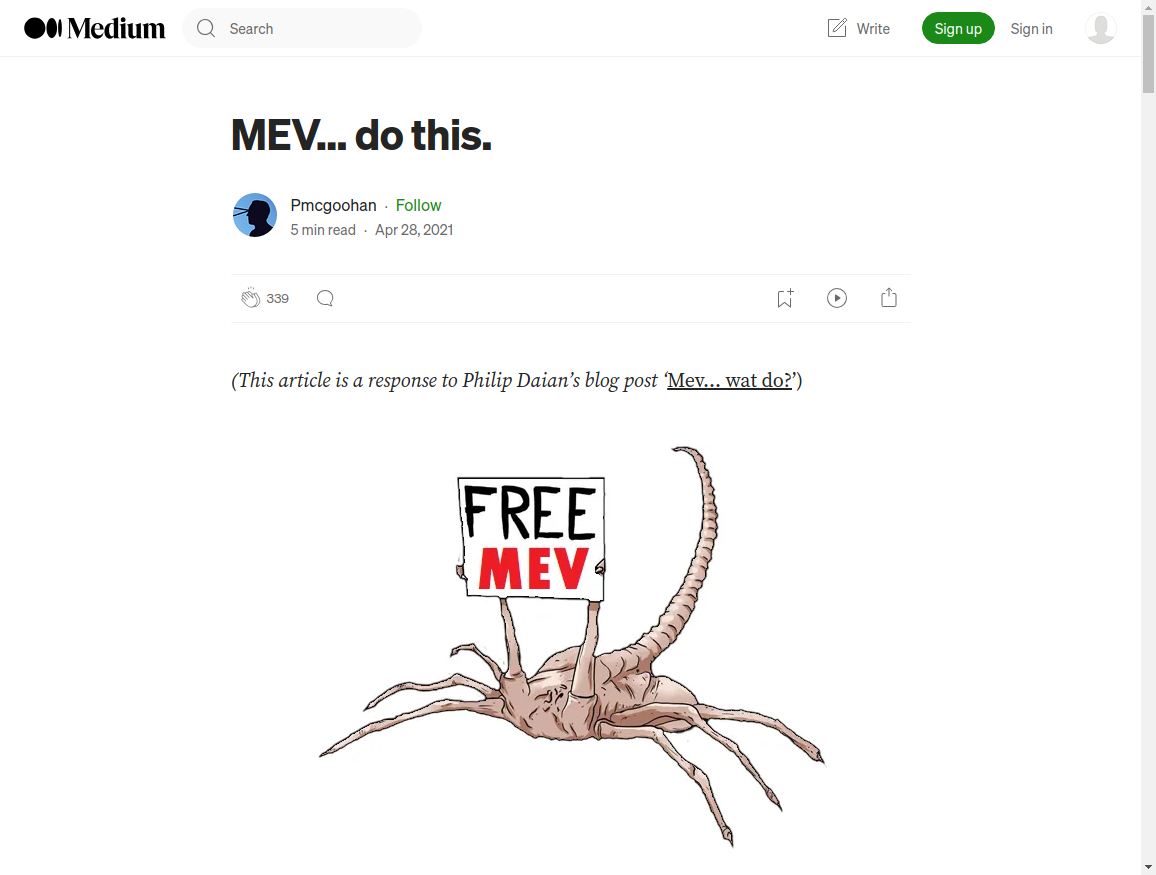 Medium
Search
Write
Sign up
Sign in
MEV… do this.
Pmcgoohan · Follow
5 min read · Apr 28, 2021
339
(This article is a response to Philip Daian’s blog post ‘Mev… wat do?’)
FREE
MEV